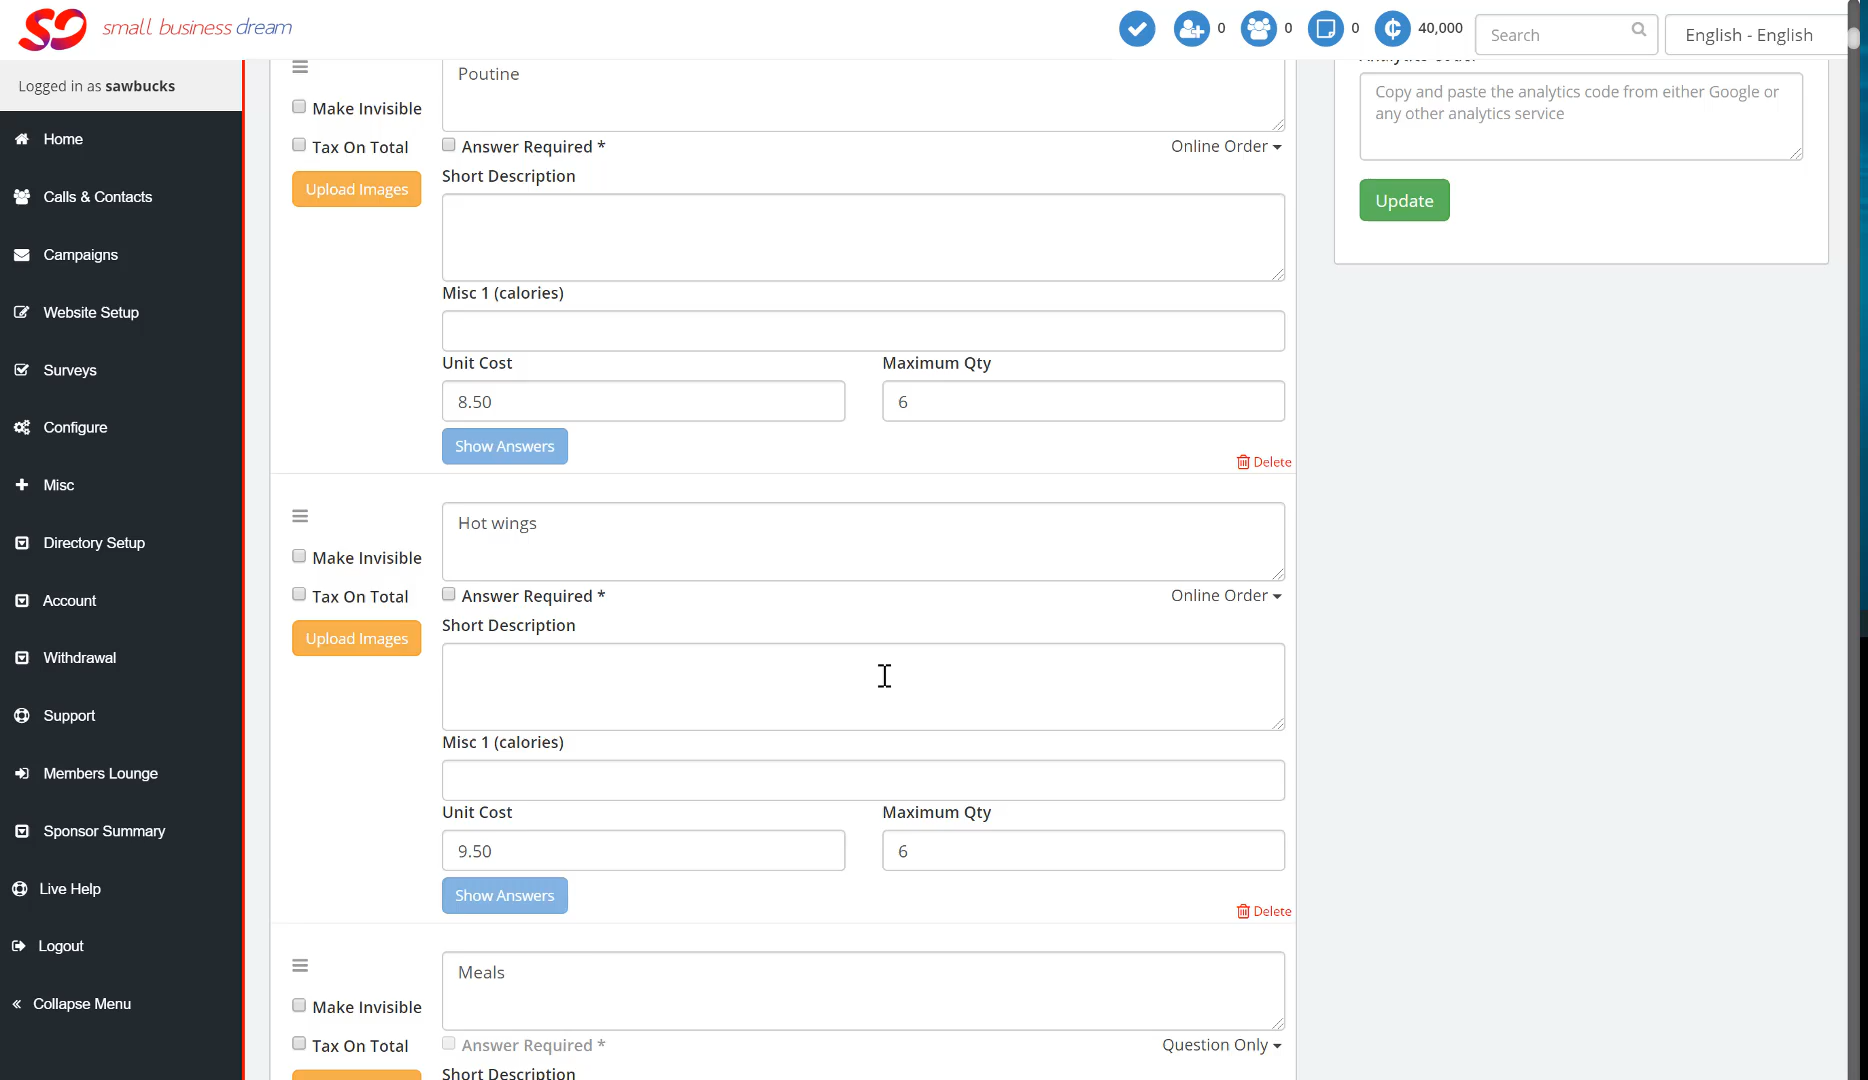 small business dream
0
0
0
40,000
Search
English - English
Logged in as sawbucks
Home
Calls & Contacts
Campaigns
Website Setup
Surveys
Configure
Misc
Directory Setup
Account
Withdrawal
Support
Members Lounge
Sponsor Summary
Live Help
Logout
Collapse Menu
Poutine
Make Invisible
Tax On Total
Answer Required *
Online Order
Upload Images
Short Description
Misc 1 (calories)
Unit Cost
Maximum Qty
8.50
6
Show Answers
Delete
Hot wings
Make Invisible
Tax On Total
Answer Required *
Online Order
Upload Images
Short Description
Misc 1 (calories)
Unit Cost
Maximum Qty
9.50
6
Show Answers
Delete
Meals
Make Invisible
Tax On Total
Answer Required *
Question Only
Short Description
Copy and paste the analytics code from either Google or
any other analytics service
Update